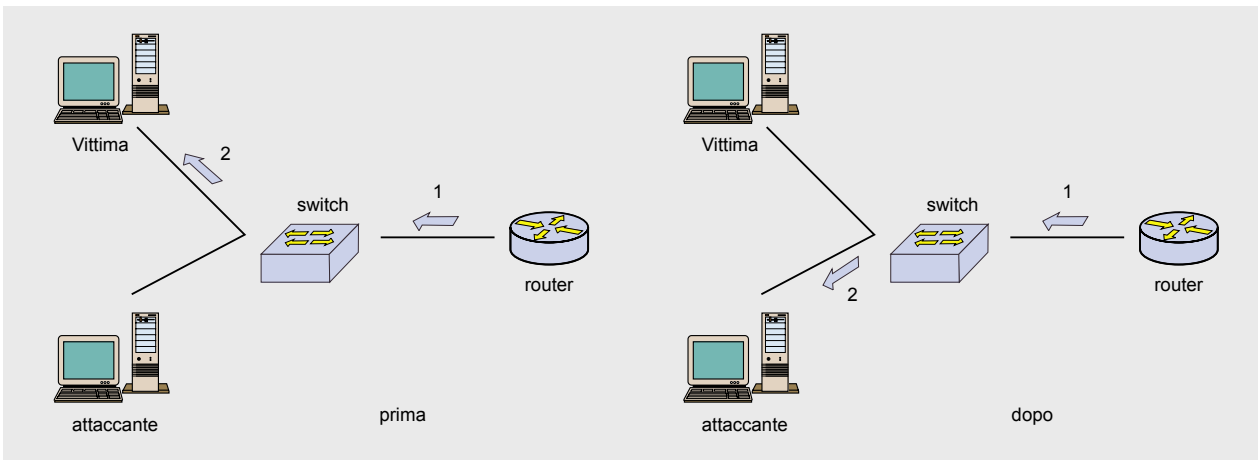 Vittima
2
switch
1
router
attaccante
prima
Vittima
switch
1
router
2
attaccante
dopo